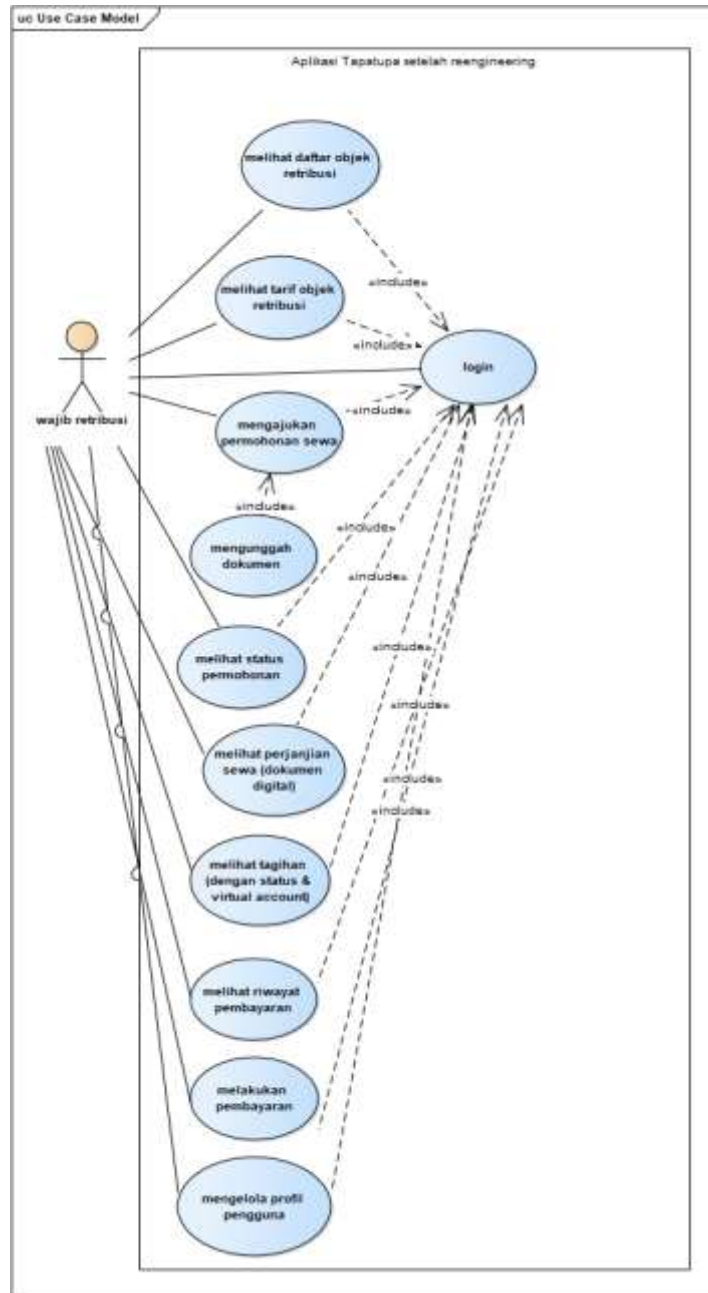 uc Use Case Model
Aplikasi Tapatupa setelah reengineering
melihat daftar objek
retribusi
«include»
melihat tarif objek
retribusi
«include»
login
wajib retribusi
mengajukan
permohonan sewa
«include»
«include»
mengunggah
dokumen
«include»
«include»
melihat status
permohonan
«include»
«include»
melihat perjanjian
sewa (dokumen
digital)
«include»
«include»
melihat tagihan
(dengan status &
virtual account)
melihat riwayat
pembayaran
melakukan
pembayaran
mengelola profil
pengguna